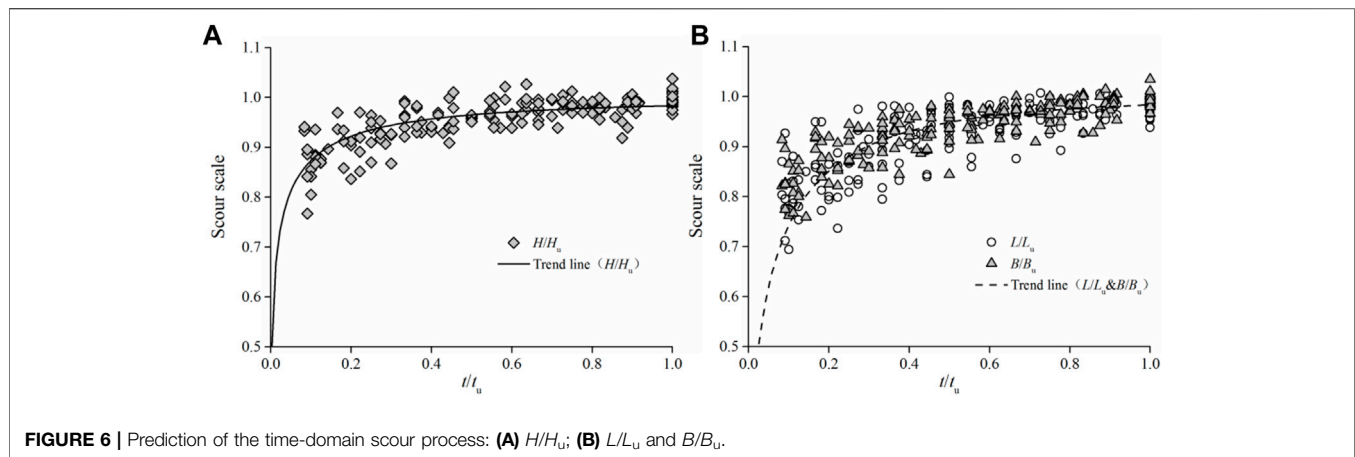 A
1.1
1.0
0.9
0.8
0.7
0.6
0.5
Scour scale
H/Hu
Trend line（H/Hu）
0.0
0.2
0.4
0.6
0.8
1.0
t/tu
B
1.1
1.0
0.9
0.8
0.7
0.6
0.5
Scour scale
L/Lu
B/Bu
Trend line（L/Lu&B/Bu）
0.0
0.2
0.4
0.6
0.8
1.0
t/tu
FIGURE 6 | Prediction of the time-domain scour process: (A) H/Hu; (B) L/Lu and B/Bu.